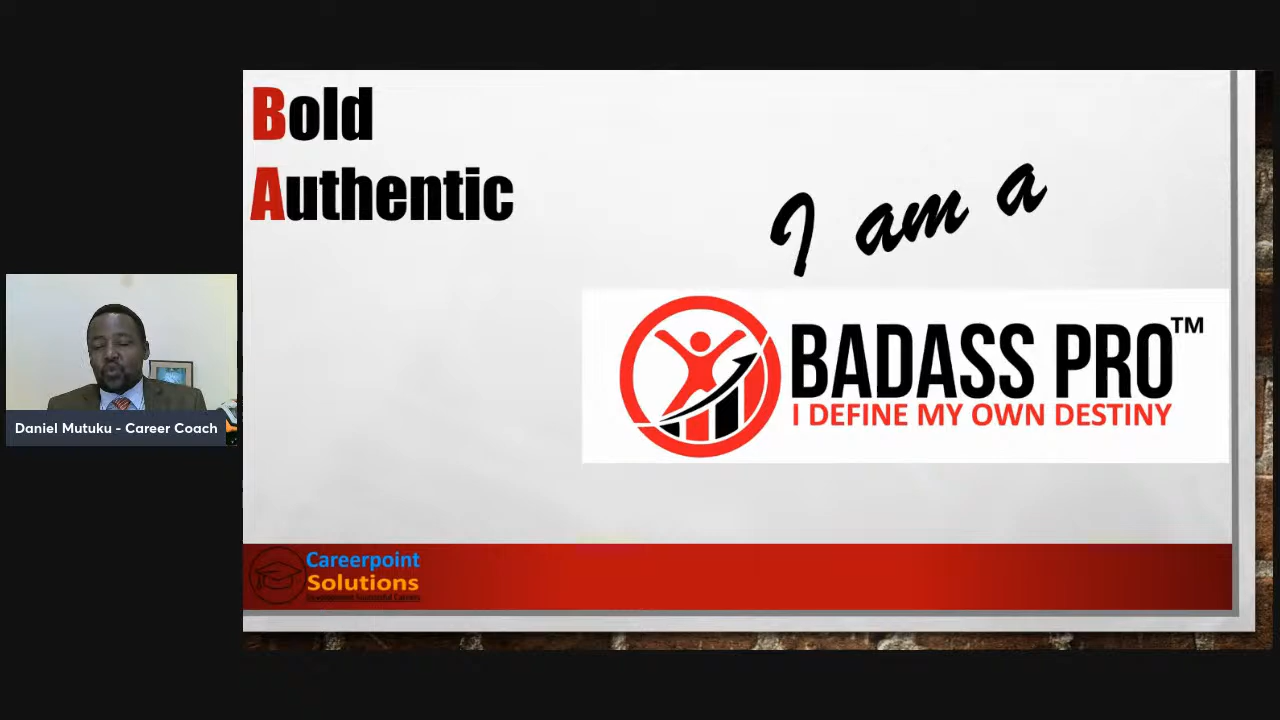 Bold
Authentic
I am a
BADASS PRO™
I DEFINE MY OWN DESTINY
Daniel Mutuku - Career Coach
Careerpoint
Solutions